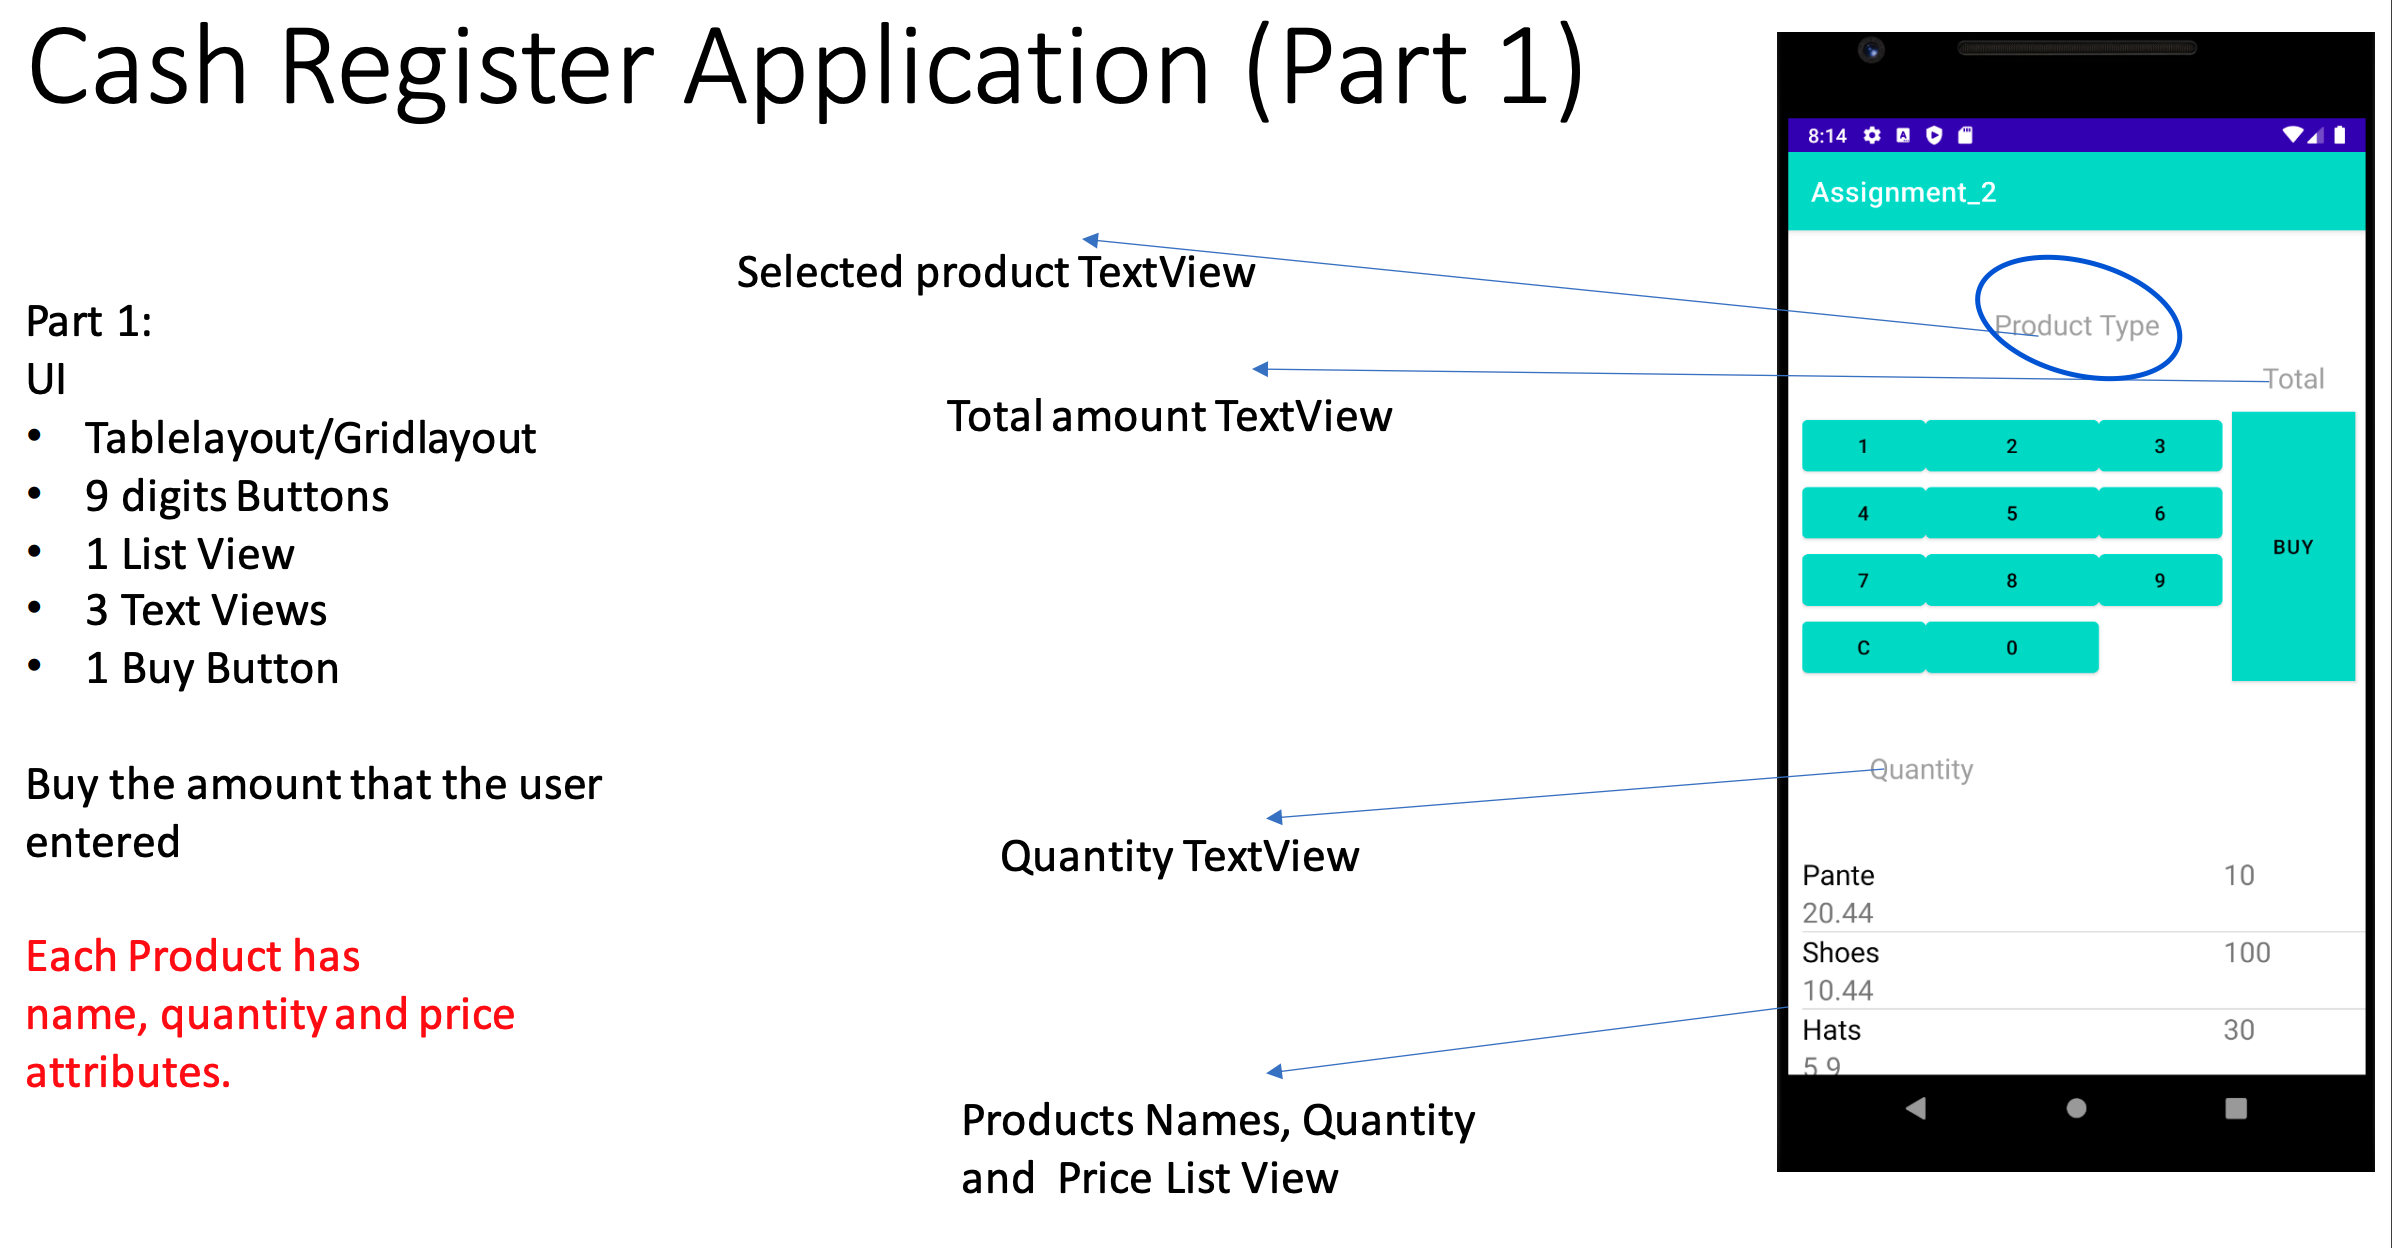 Cash Register Application (Part 1)
Part 1:
UI
• Tablelayout/Gridlayout
• 9 digits Buttons
• 1 List View
• 3 Text Views
• 1 Buy Button
Buy the amount that the user
entered
Each Product has
name, quantity and price
attributes.
Selected product TextView
Total amount TextView
Quantity TextView
Products Names, Quantity
and Price List View
8:14
Assignment_2
Product Type
Total
1 2 3
4 5 6
7 8 9
C 0
BUY
Quantity
Pante 10
20.44
Shoes 100
10.44
Hats 30
5.9